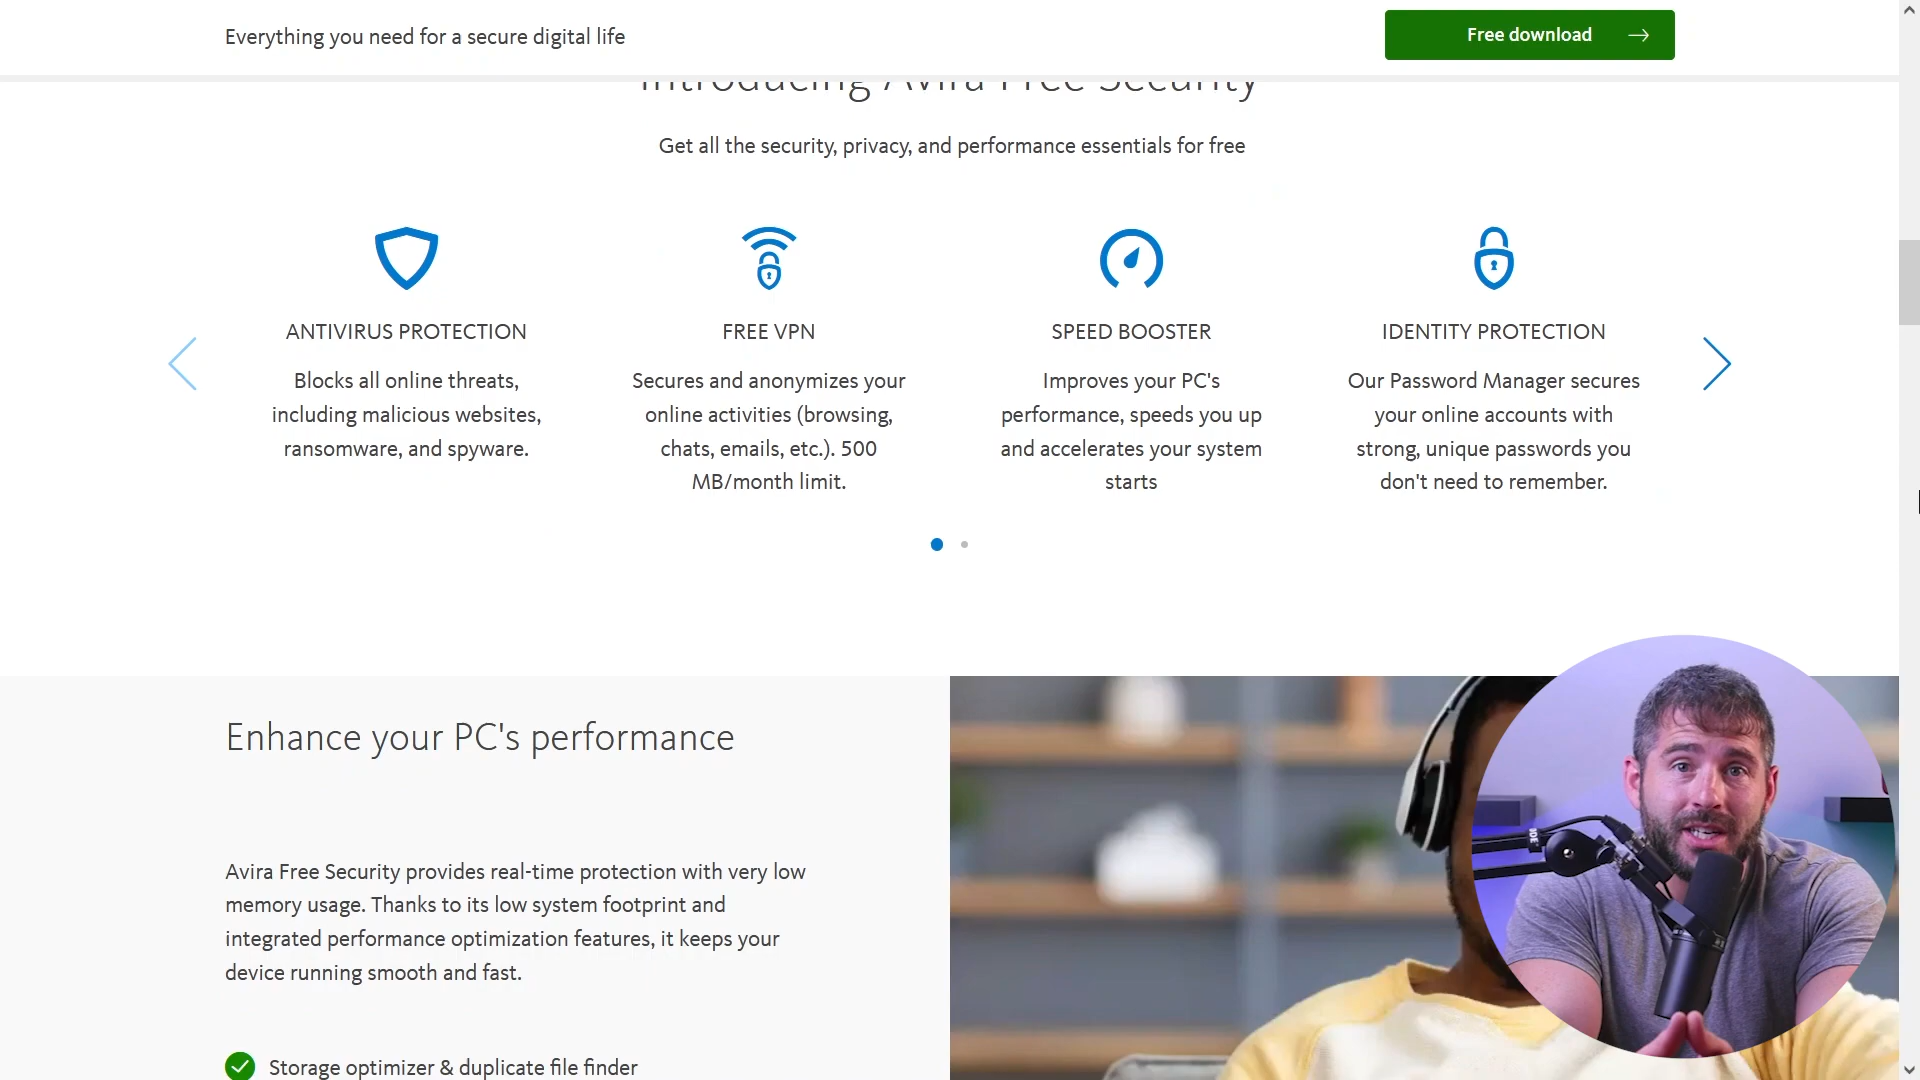 Everything you need for a secure digital life
Free download
Introducing Avira Free Security
Get all the security, privacy, and performance essentials for free
ANTIVIRUS PROTECTION
Blocks all online threats,
including malicious websites,
ransomware, and spyware.
FREE VPN
Secures and anonymizes your
online activities (browsing,
chats, emails, etc.). 500
MB/month limit.
SPEED BOOSTER
Improves your PC's
performance, speeds you up
and accelerates your system
starts
IDENTITY PROTECTION
Our Password Manager secures
your online accounts with
strong, unique passwords you
don't need to remember.
Enhance your PC's performance
Avira Free Security provides real-time protection with very low
memory usage. Thanks to its low system footprint and
integrated performance optimization features, it keeps your
device running smooth and fast.
Storage optimizer & duplicate file finder